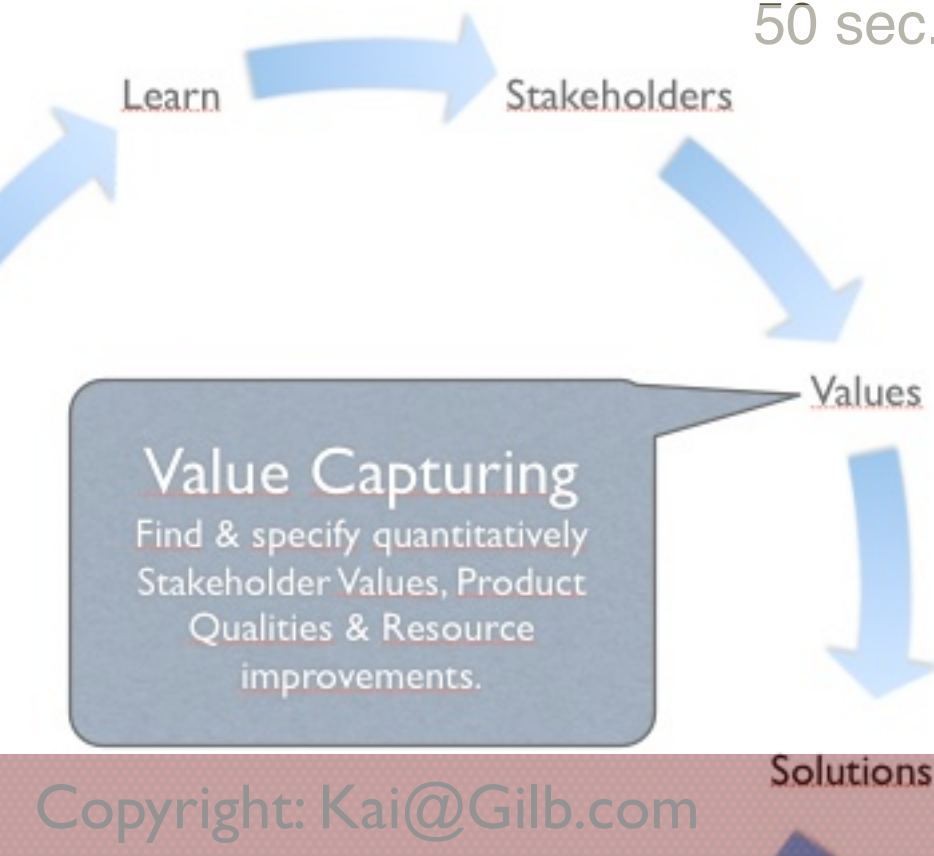 50 sec.
Learn
Stakeholders
Values
Value Capturing
Find & specify quantitatively
Stakeholder Values, Product
Qualities & Resource
improvements.
Solutions
Copyright: Kai@Gilb.com